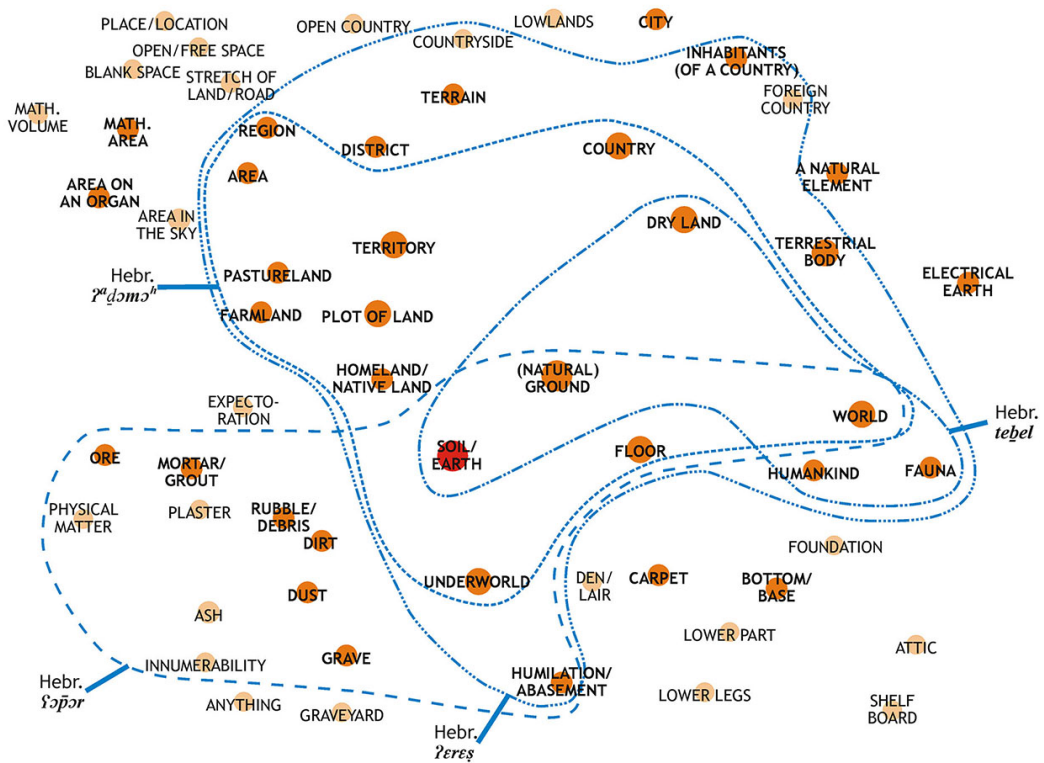 PLACE/LOCATION
OPEN COUNTRY
LOWLANDS
CITY
COUNTRYSIDE
OPEN/FREE SPACE
INHABITANTS
(OF A COUNTRY)
BLANK SPACE
STRETCH OF
LAND/ROAD
TERRAIN
FOREIGN
COUNTRY
MATH.
VOLUME
MATH.
AREA
REGION
DISTRICT
COUNTRY
AREA
A NATURAL
ELEMENT
AREA ON
AN ORGAN
AREA IN
THE SKY
DRY LAND
TERRITORY
TERRESTRIAL
BODY
Hebr.
ʔᵃḏɔmɔʰ
PASTURELAND
ELECTRICAL
EARTH
FARMLAND
PLOT OF LAND
HOMELAND/
NATIVE LAND
(NATURAL)
GROUND
EXPECTO-
RATION
WORLD
Hebr.
teḇel
ORE
MORTAR/
GROUT
SOIL/
EARTH
FLOOR
HUMANKIND
FAUNA
PHYSICAL
MATTER
PLASTER
RUBBLE/
DEBRIS
DIRT
FOUNDATION
DUST
UNDERWORLD
DEN/
LAIR
CARPET
BOTTOM/
BASE
ASH
LOWER PART
ATTIC
INNUMERABILITY
GRAVE
Hebr.
ʕɔp̄ɔr
HUMILATION/
ABASEMENT
LOWER LEGS
ANYTHING
GRAVEYARD
SHELF
BOARD
Hebr.
ʔɛrɛṣ